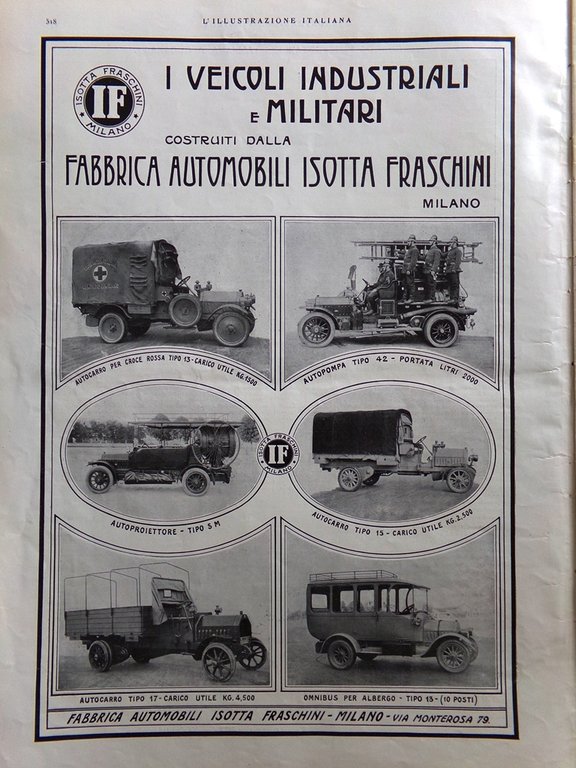 348
L'ILLUSTRAZIONE ITALIANA
ISOTTA FRASCHINI
IF
MILANO
I VEICOLI INDUSTRIALI
E MILITARI
COSTRUITI DALLA
FABBRICA AUTOMOBILI ISOTTA FRASCHINI
MILANO
AUTOCARRO PER CROCE ROSSA TIPO 13 - CARICO UTILE KG. 1500
AUTOPOMPA TIPO 42 - PORTATA LITRI 2000
ISOTTA FRASCHINI
IF
MILANO
AUTOPROIETTORE - TIPO SM
AUTOCARRO TIPO 15 - CARICO UTILE KG. 2,500
AUTOCARRO TIPO 17 - CARICO UTILE KG. 4,500
OMNIBUS PER ALBERGO - TIPO 13 - (10 POSTI)
FABBRICA AUTOMOBILI ISOTTA FRASCHINI - MILANO - VIA MONTEROSA 79.